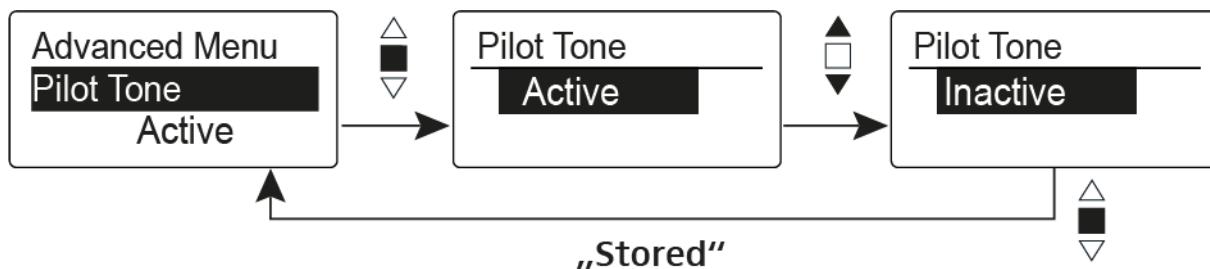 Advanced Menu
Pilot Tone
Active
Pilot Tone
Active
Pilot Tone
Inactive
„Stored“